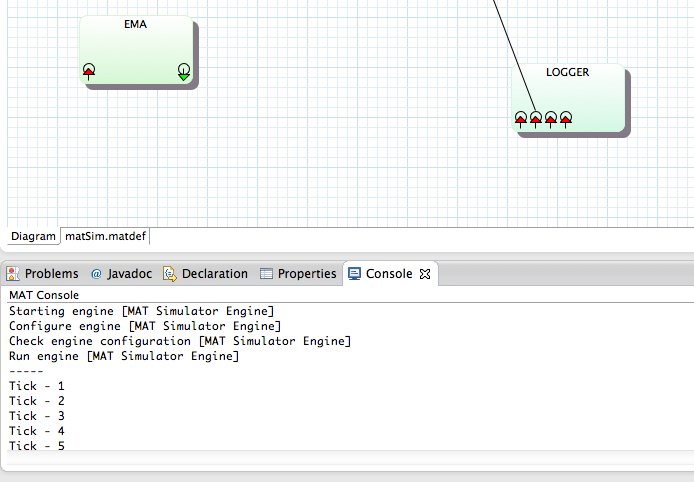 EMA
LOGGER
Diagram matSim.matdef
Problems @ Javadoc Declaration Properties Console
MAT Console
Starting engine [MAT Simulator Engine]
Configure engine [MAT Simulator Engine]
Check engine configuration [MAT Simulator Engine]
Run engine [MAT Simulator Engine]
-----
Tick - 1
Tick - 2
Tick - 3
Tick - 4
Tick - 5